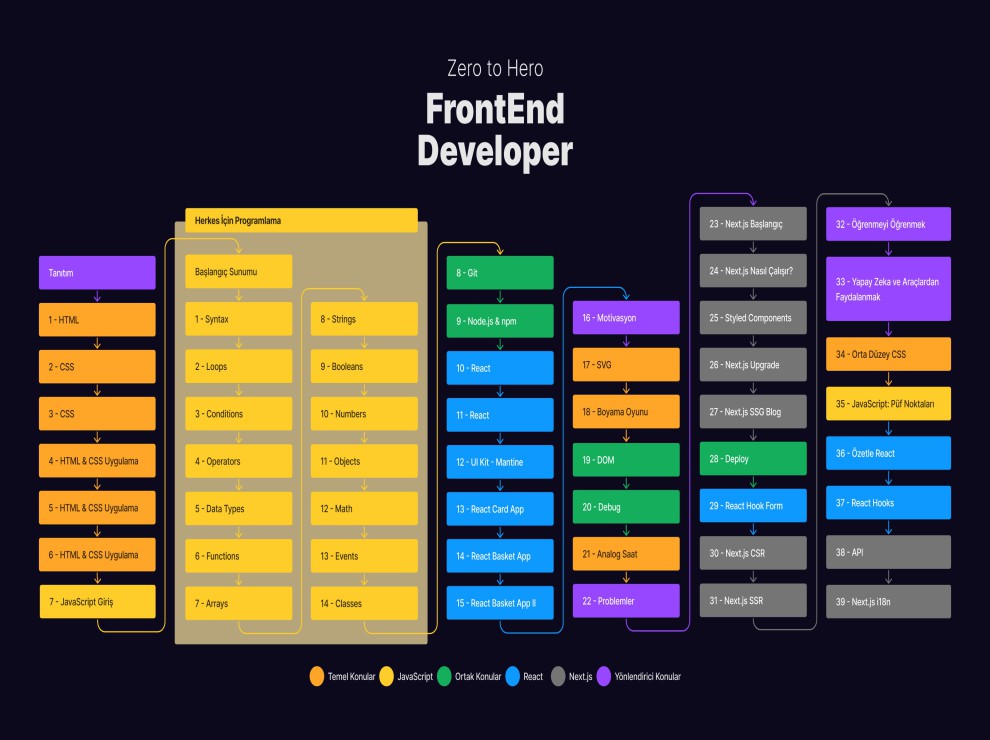 Zero to Hero
FrontEnd
Developer
Tanıtım
1 - HTML
2 - CSS
3 - CSS
4 - HTML & CSS Uygulama
5 - HTML & CSS Uygulama
6 - HTML & CSS Uygulama
7 - JavaScript Giriş
Herkes İçin Programlama
Başlangıç Sunumu
1 - Syntax
2 - Loops
3 - Conditions
4 - Operators
5 - Data Types
6 - Functions
7 - Arrays
8 - Strings
9 - Booleans
10 - Numbers
11 - Objects
12 - Math
13 - Events
14 - Classes
8 - Git
9 - Node.js & npm
10 - React
11 - React
12 - UI Kit - Mantine
13 - React Card App
14 - React Basket App
15 - React Basket App II
16 - Motivasyon
17 - SVG
18 - Boyama Oyunu
19 - DOM
20 - Debug
21 - Analog Saat
22 - Problemler
23 - Next.js Başlangıç
24 - Next.js Nasıl Çalışır?
25 - Styled Components
26 - Next.js Upgrade
27 - Next.js SSG Blog
28 - Deploy
29 - React Hook Form
30 - Next.js CSR
31 - Next.js SSR
32 - Öğrenmeyi Öğrenmek
33 - Yapay Zeka ve Araçlardan
Faydalanmak
34 - Orta Düzey CSS
35 - JavaScript: Püf Noktaları
36 - Özetle React
37 - React Hooks
38 - API
39 - Next.js i18n
Temel Konular
JavaScript
Ortak Konular
React
Next.js
Yönlendirici Konular